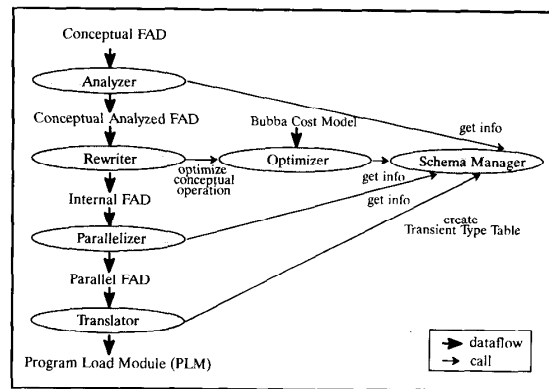 Conceptual FAD
Analyzer
Conceptual Analyzed FAD
Bubba Cost Model
get info
Rewriter
Optimizer
Schema Manager
optimize
conceptual
operation
get info
Internal FAD
get info
create
Transient Type Table
Parallelizer
Parallel FAD
Translator
Program Load Module (PLM)
dataflow
call